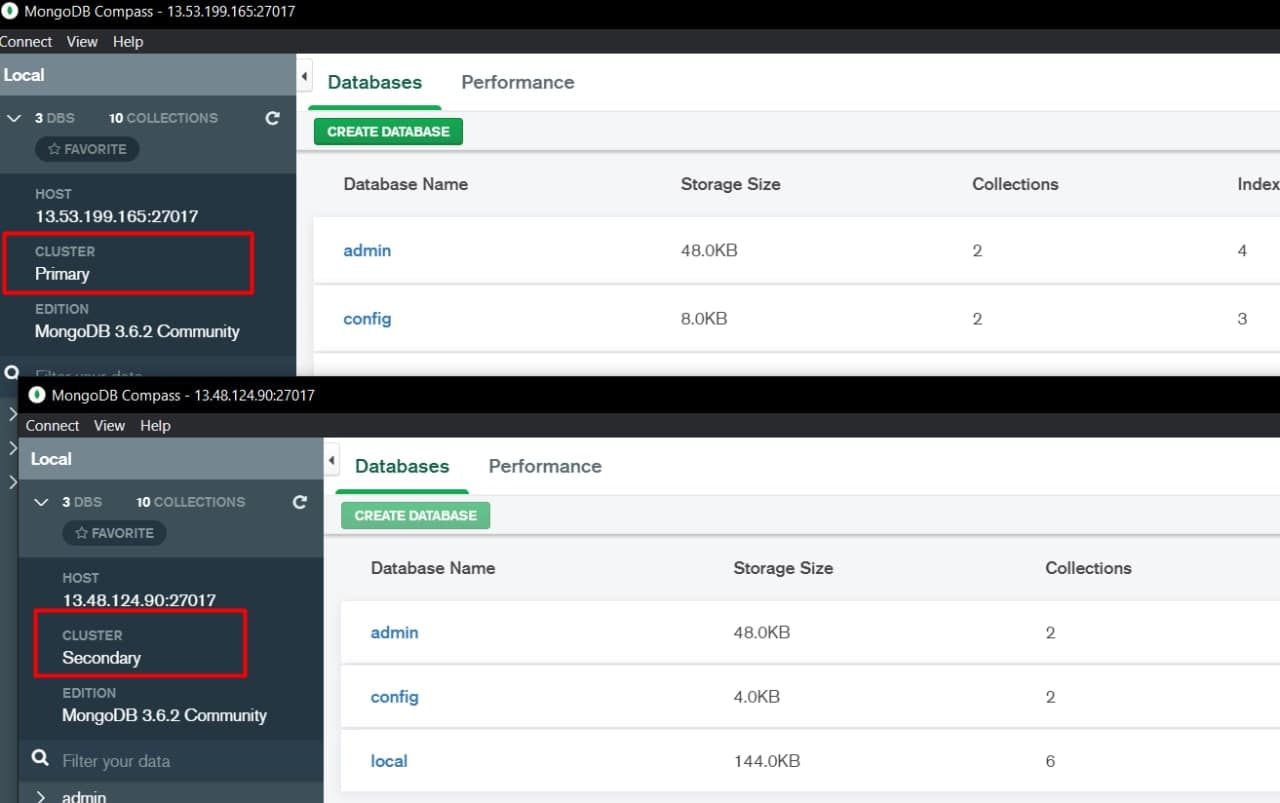 MongoDB Compass - 13.53.199.165:27017
Connect View Help
Local
Databases Performance
3 DBS 10 COLLECTIONS
FAVORITE
CREATE DATABASE
HOST
13.53.199.165:27017
CLUSTER
Primary
EDITION
MongoDB 3.6.2 Community
Filter your data
Database Name Storage Size Collections Index
admin 48.0KB 2 4
config 8.0KB 2 3
MongoDB Compass - 13.48.124.90:27017
Connect View Help
Local
Databases Performance
3 DBS 10 COLLECTIONS
FAVORITE
CREATE DATABASE
HOST
13.48.124.90:27017
CLUSTER
Secondary
EDITION
MongoDB 3.6.2 Community
Filter your data
admin
Database Name Storage Size Collections
admin 48.0KB 2
config 4.0KB 2
local 144.0KB 6